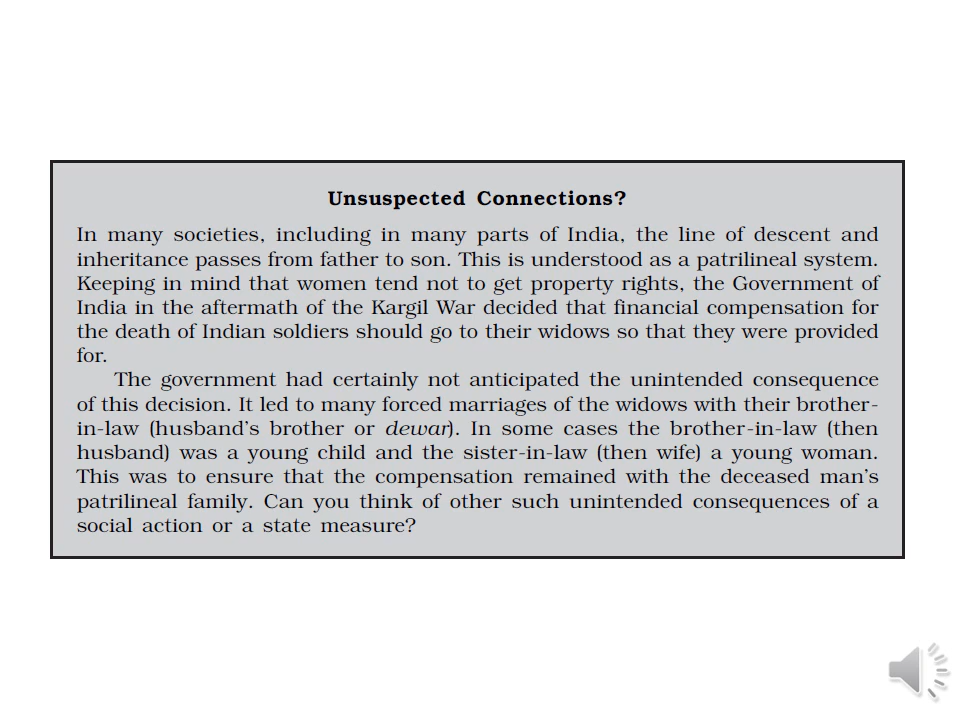 Unsuspected Connections?
In many societies, including in many parts of India, the line of descent and
inheritance passes from father to son. This is understood as a patrilineal system.
Keeping in mind that women tend not to get property rights, the Government of
India in the aftermath of the Kargil War decided that financial compensation for
the death of Indian soldiers should go to their widows so that they were provided
for.
The government had certainly not anticipated the unintended consequence
of this decision. It led to many forced marriages of the widows with their brother-
in-law (husband's brother or dewar). In some cases the brother-in-law (then
husband) was a young child and the sister-in-law (then wife) a young woman.
This was to ensure that the compensation remained with the deceased man's
patrilineal family. Can you think of other such unintended consequences of a
social action or a state measure?